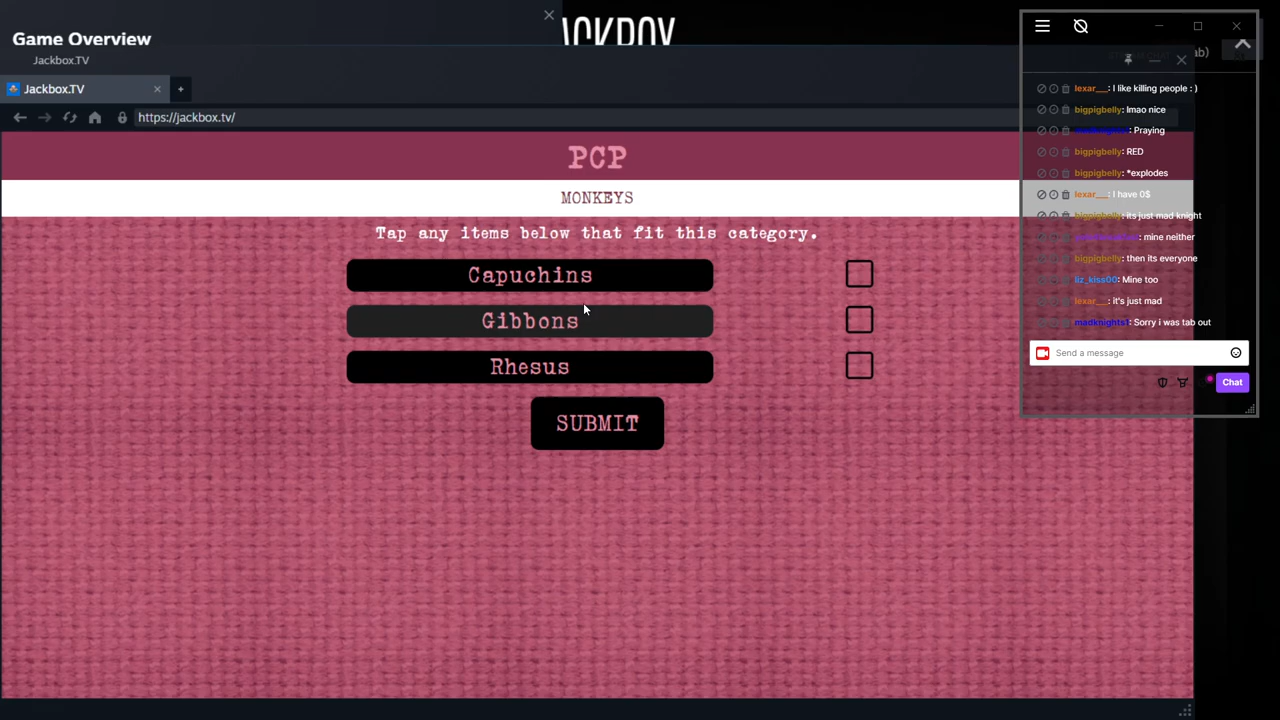 Game Overview
Jackbox.TV
Jackbox.TV
https://jackbox.tv/
PCP
MONKEYS
Tap any items below that fit this category.
Capuchins
Gibbons
Rhesus
SUBMIT
lexar___: I like killing people : )
bigpigbelly: lmao nice
madknights1: Praying
bigpigbelly: RED
bigpigbelly: *explodes
lexar___: I have 0$
bigpigbelly: its just mad knight
: mine neither
bigpigbelly: then its everyone
liz_kiss00: Mine too
lexar___: it's just mad
madknights1: Sorry i was tab out
Send a message
Chat